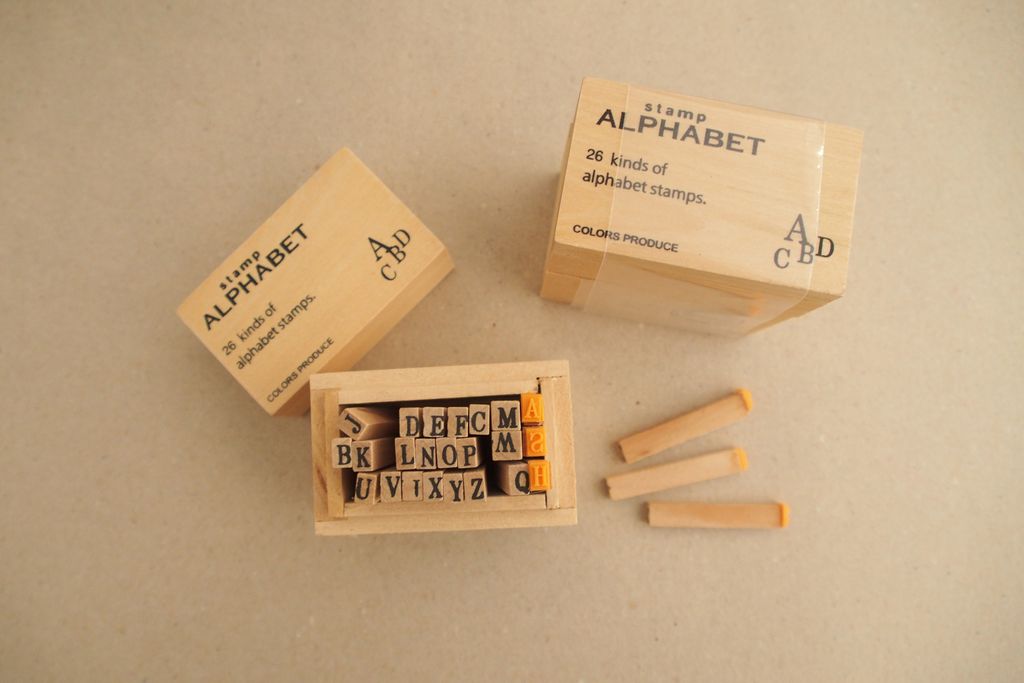 stamp
ALPHABET
26 kinds of
alphabet stamps.
COLORS PRODUCE
A
C B D
stamp
ALPHABET
26 kinds of
alphabet stamps.
COLORS PRODUCE
A
C B D
J D E F C M A
B K L N O P W S
U V I X Y Z Q H